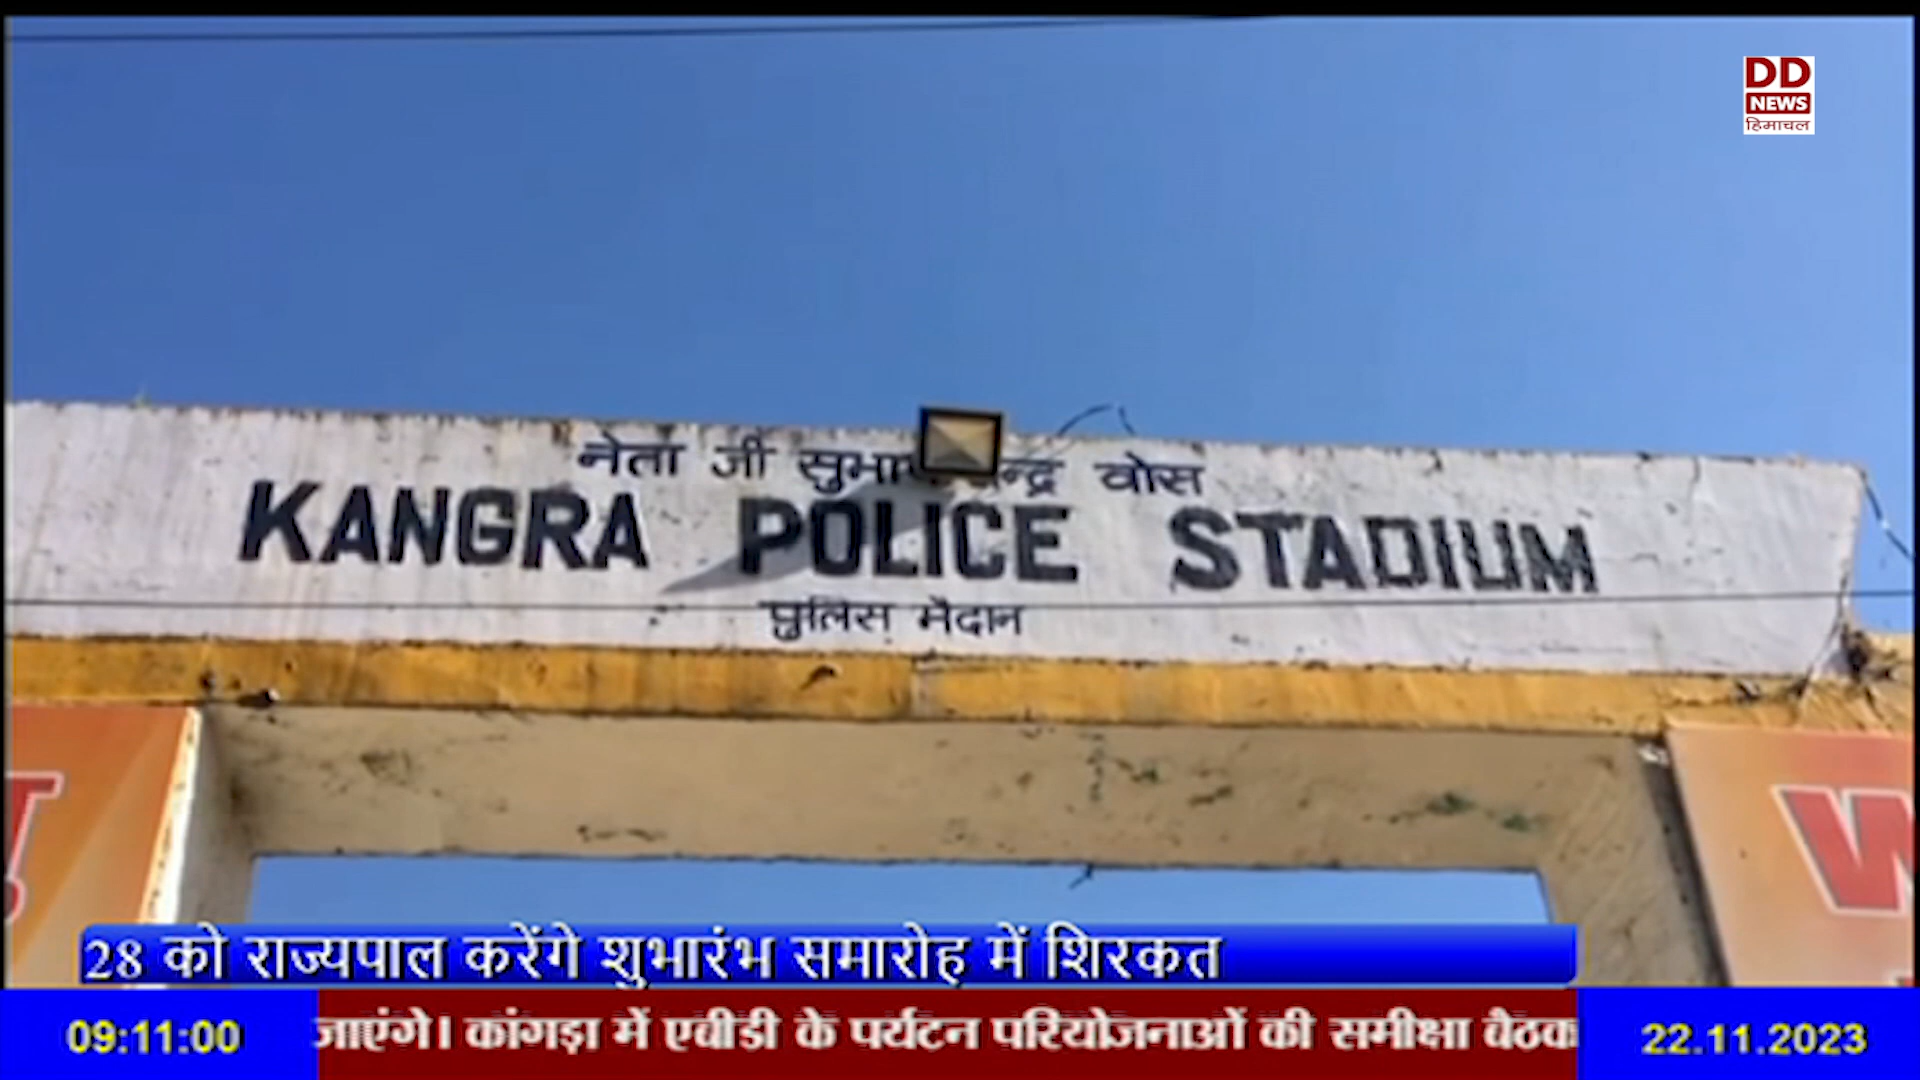 DD
NEWS
हिमाचल
नेता जी सुभाष चन्द्र वोस
KANGRA POLICE STADIUM
पुलिस मैदान
W
28 को राज्यपाल करेंगे शुभारंभ समारोह में शिरकत
09:11:00
जाएंगे। कांगड़ा में एबीडी के पर्यटन परियोजनाओं की समीक्षा बैठक
22.11.2023